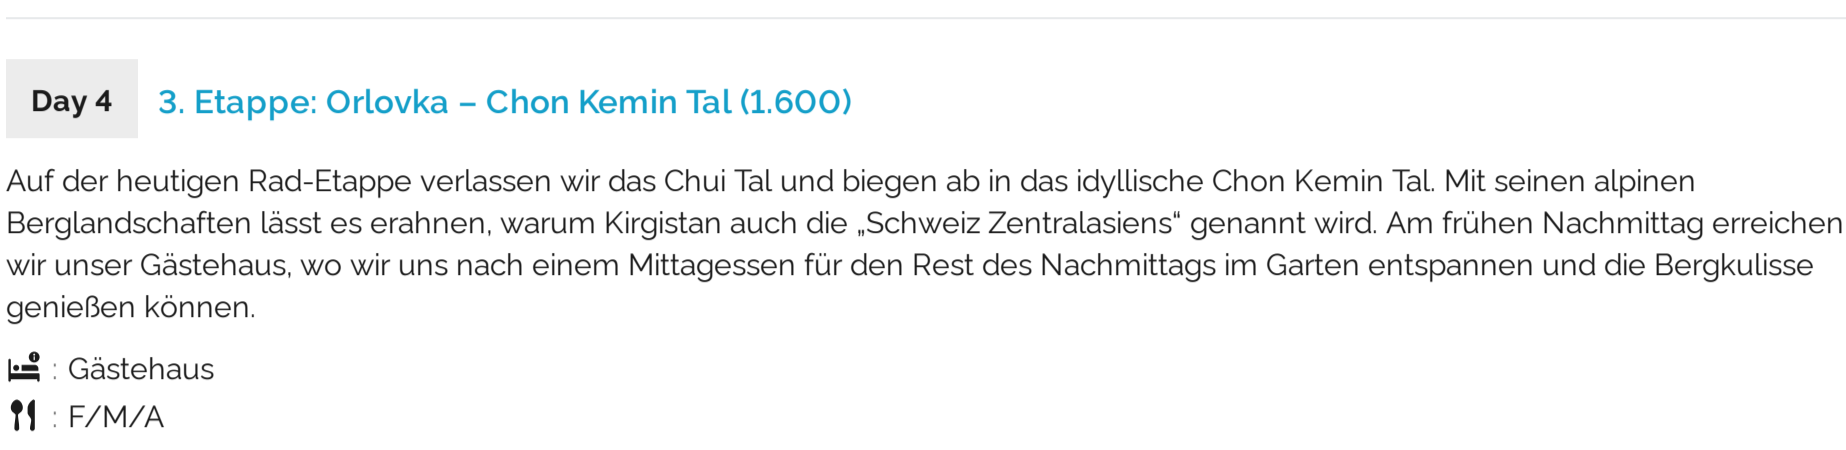 Day 4
3. Etappe: Orlovka – Chon Kemin Tal (1.600)
Auf der heutigen Rad-Etappe verlassen wir das Chui Tal und biegen ab in das idyllische Chon Kemin Tal. Mit seinen alpinen
Berglandschaften lässt es erahnen, warum Kirgistan auch die „Schweiz Zentralasiens“ genannt wird. Am frühen Nachmittag erreichen
wir unser Gästehaus, wo wir uns nach einem Mittagessen für den Rest des Nachmittags im Garten entspannen und die Bergkulisse
genießen können.
: Gästehaus
: F/M/A